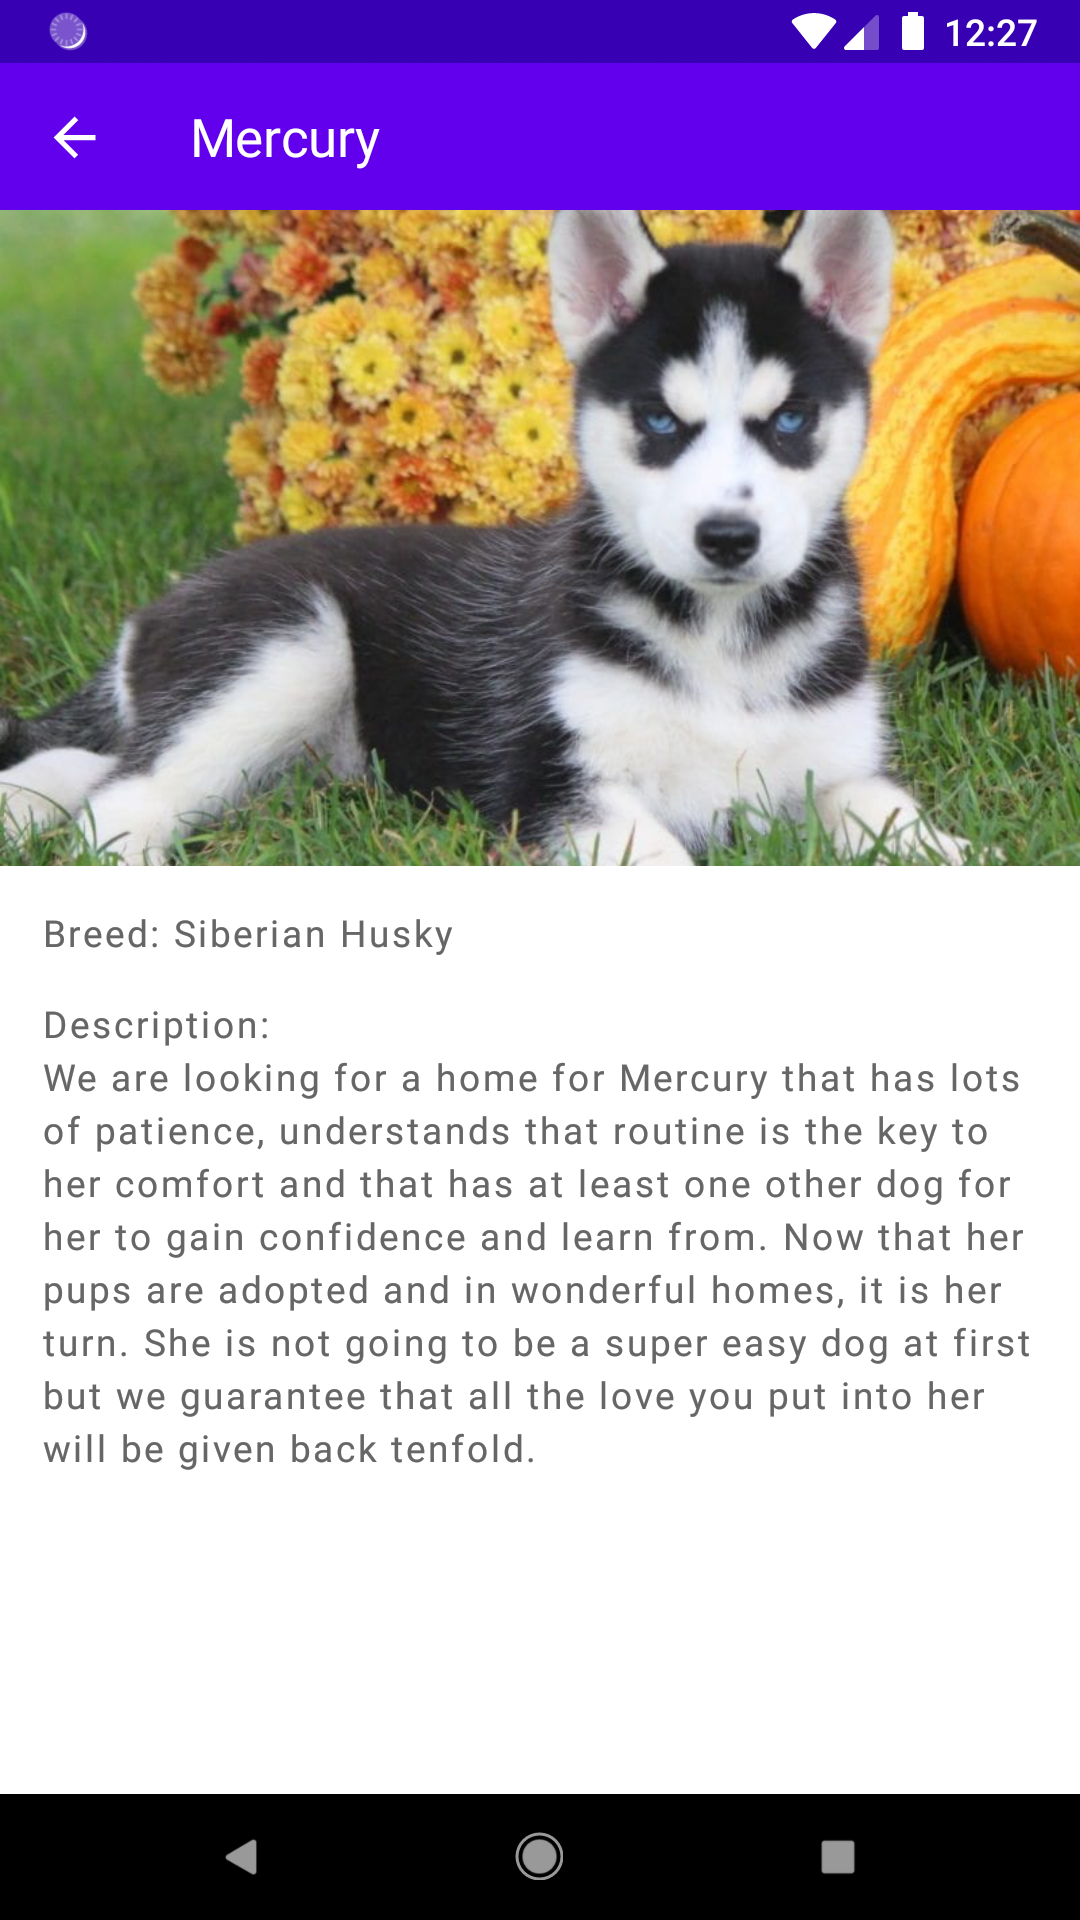 12:27
Mercury
Breed: Siberian Husky
Description:
We are looking for a home for Mercury that has lots
of patience, understands that routine is the key to
her comfort and that has at least one other dog for
her to gain confidence and learn from. Now that her
pups are adopted and in wonderful homes, it is her
turn. She is not going to be a super easy dog at first
but we guarantee that all the love you put into her
will be given back tenfold.